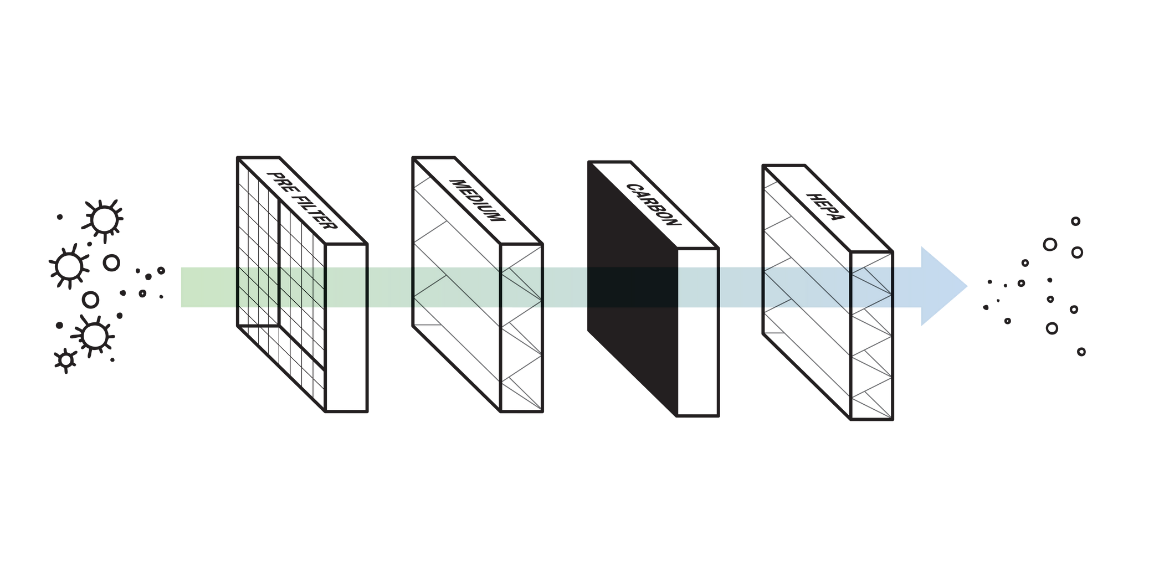 PRE FILTER
MEDIUM
CARBON
HEPA